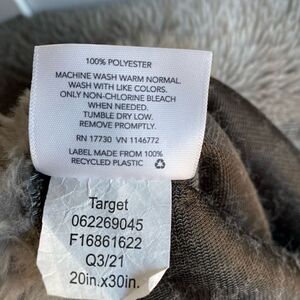 100% POLYESTER
MACHINE WASH WARM NORMAL.
WASH WITH LIKE COLORS.
ONLY NON-CHLORINE BLEACH
WHEN NEEDED.
TUMBLE DRY LOW.
REMOVE PROMPTLY.
RN 17730 VN 1146772
LABEL MADE FROM 100%
RECYCLED PLASTIC
Target
062269045
F16861622
Q3/21
20in.x30in.